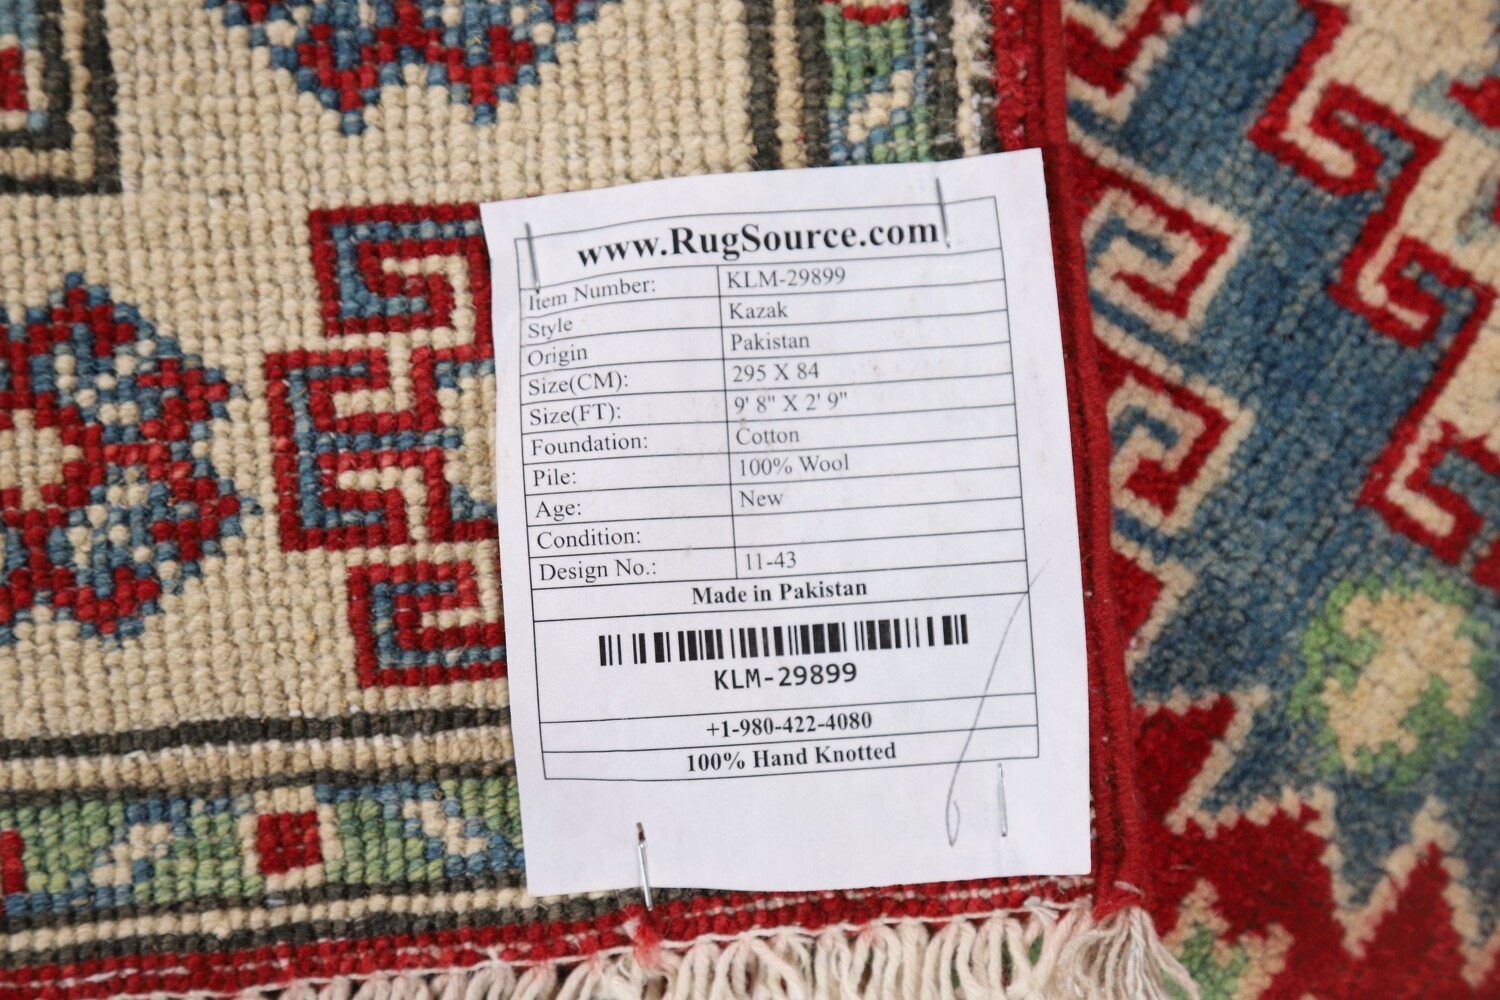 www.RugSource.com
Item Number: KLM-29899
Style Kazak
Origin Pakistan
Size(CM): 295 X 84
Size(FT): 9' 8" X 2' 9"
Foundation: Cotton
Pile: 100% Wool
Age: New
Condition:
Design No.: 11-43
Made in Pakistan
KLM-29899
+1-980-422-4080
100% Hand Knotted